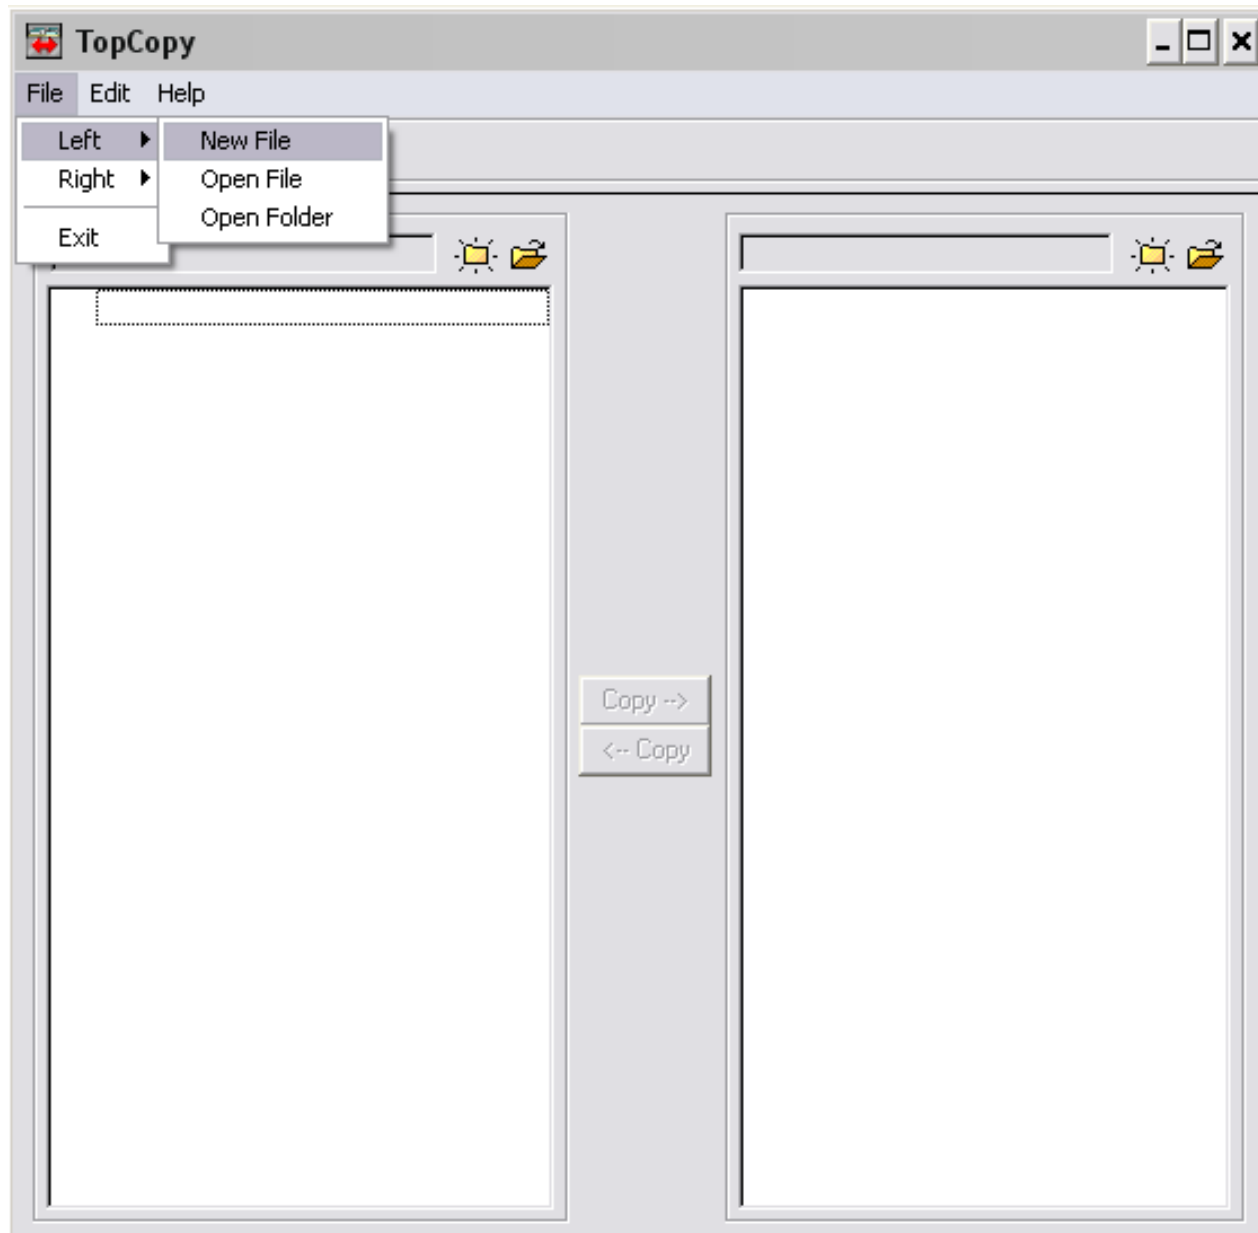 TopCopy
File Edit Help
Left New File
Right Open File
Open Folder
Exit
Copy -->
<-- Copy